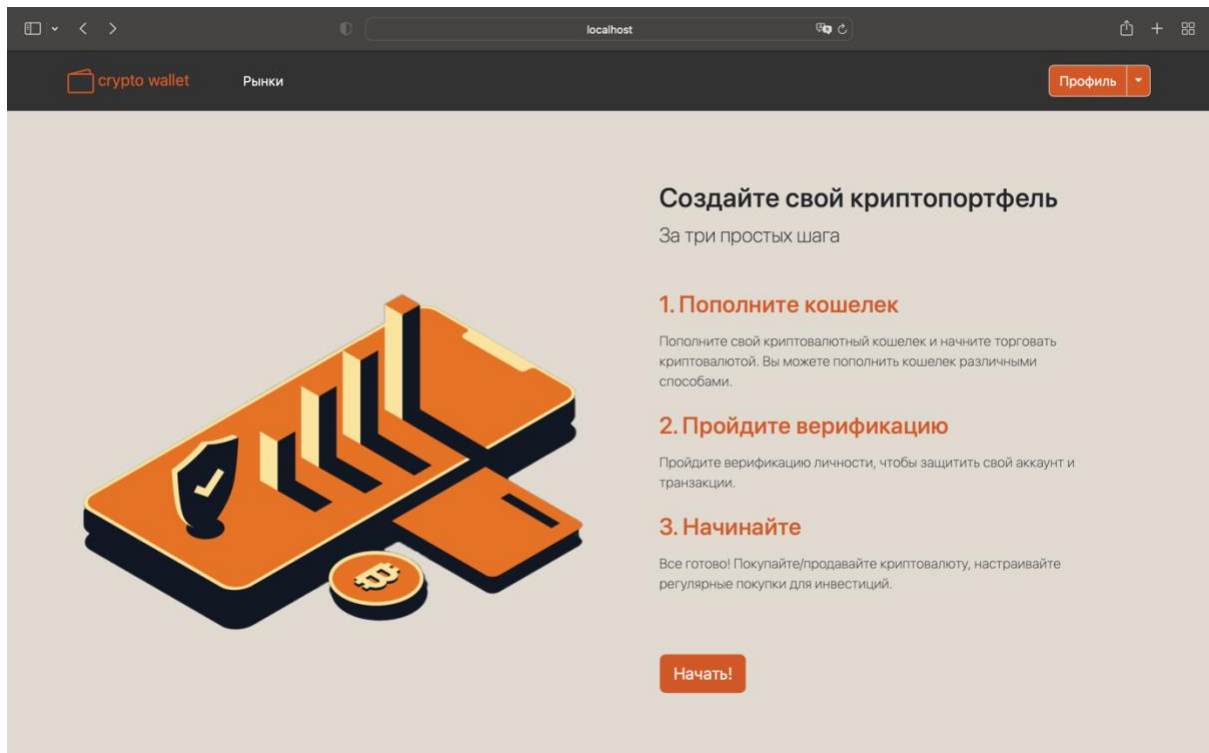 localhost
crypto wallet
Рынки
Профиль
Создайте свой криптопортфель
За три простых шага
1. Пополните кошелек
Пополните свой криптовалютный кошелек и начните торговать
криптовалютой. Вы можете пополнить кошелек различными
способами.
2. Пройдите верификацию
Пройдите верификацию личности, чтобы защитить свой аккаунт и
транзакции.
3. Начинайте
Все готово! Покупайте/продавайте криптовалюту, настраивайте
регулярные покупки для инвестиций.
Начать!